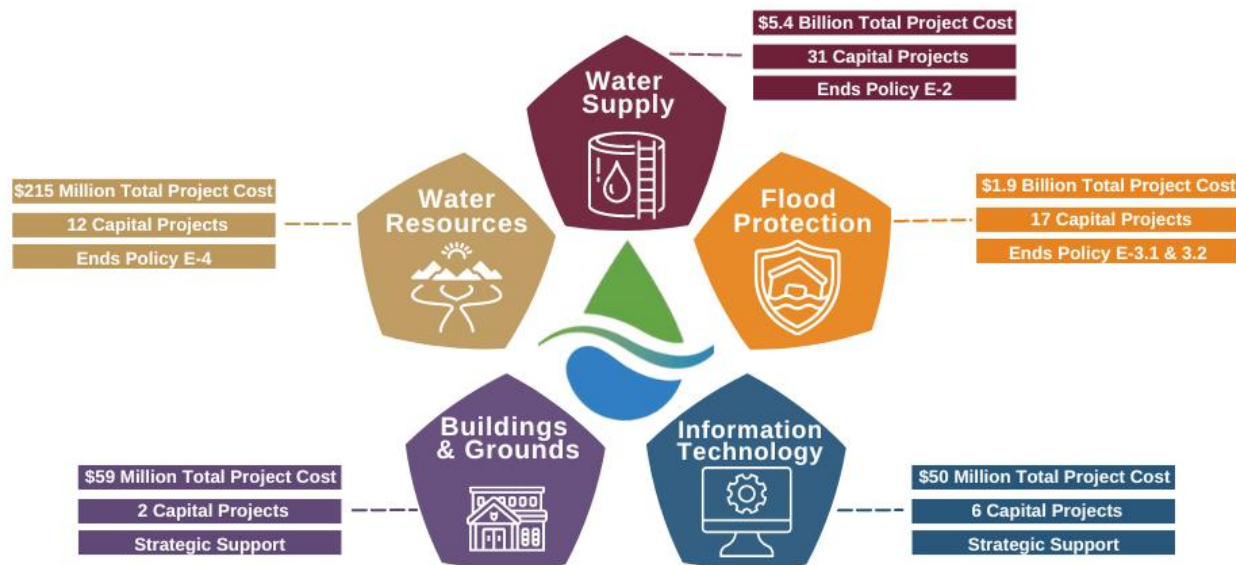 $5.4 Billion Total Project Cost
31 Capital Projects
Ends Policy E-2
Water
Supply
$215 Million Total Project Cost
12 Capital Projects
Ends Policy E-4
Water
Resources
Flood
Protection
$1.9 Billion Total Project Cost
17 Capital Projects
Ends Policy E-3.1 & 3.2
Buildings
& Grounds
$59 Million Total Project Cost
2 Capital Projects
Strategic Support
Information
Technology
$50 Million Total Project Cost
6 Capital Projects
Strategic Support